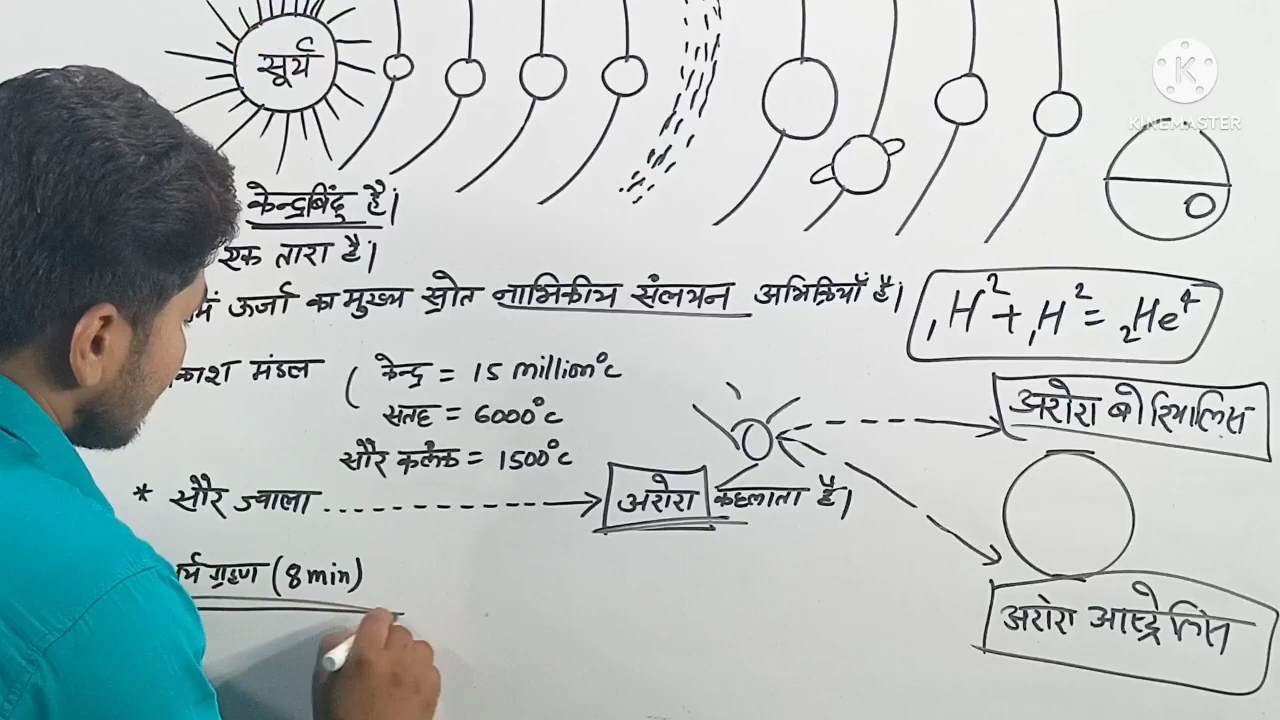 सूर्य
K
KINEMASTER
केन्द्रबिंदु है।
एक तारा है।
ऊर्जा का मुख्य स्रोत नाभिकीय संलयन अभिक्रियाँ है।
₁H² + ₁H² = ₂He⁴
मंडल ( केन्द्र = 15 million°c
सतह = 6000°c
सौर कलंक = 1500°c
अरोरा बोरियालिस
* सौर ज्वाला अरोरा कहलाता है।
ग्रहण (8 min)
अरोरा आस्ट्रेलिस